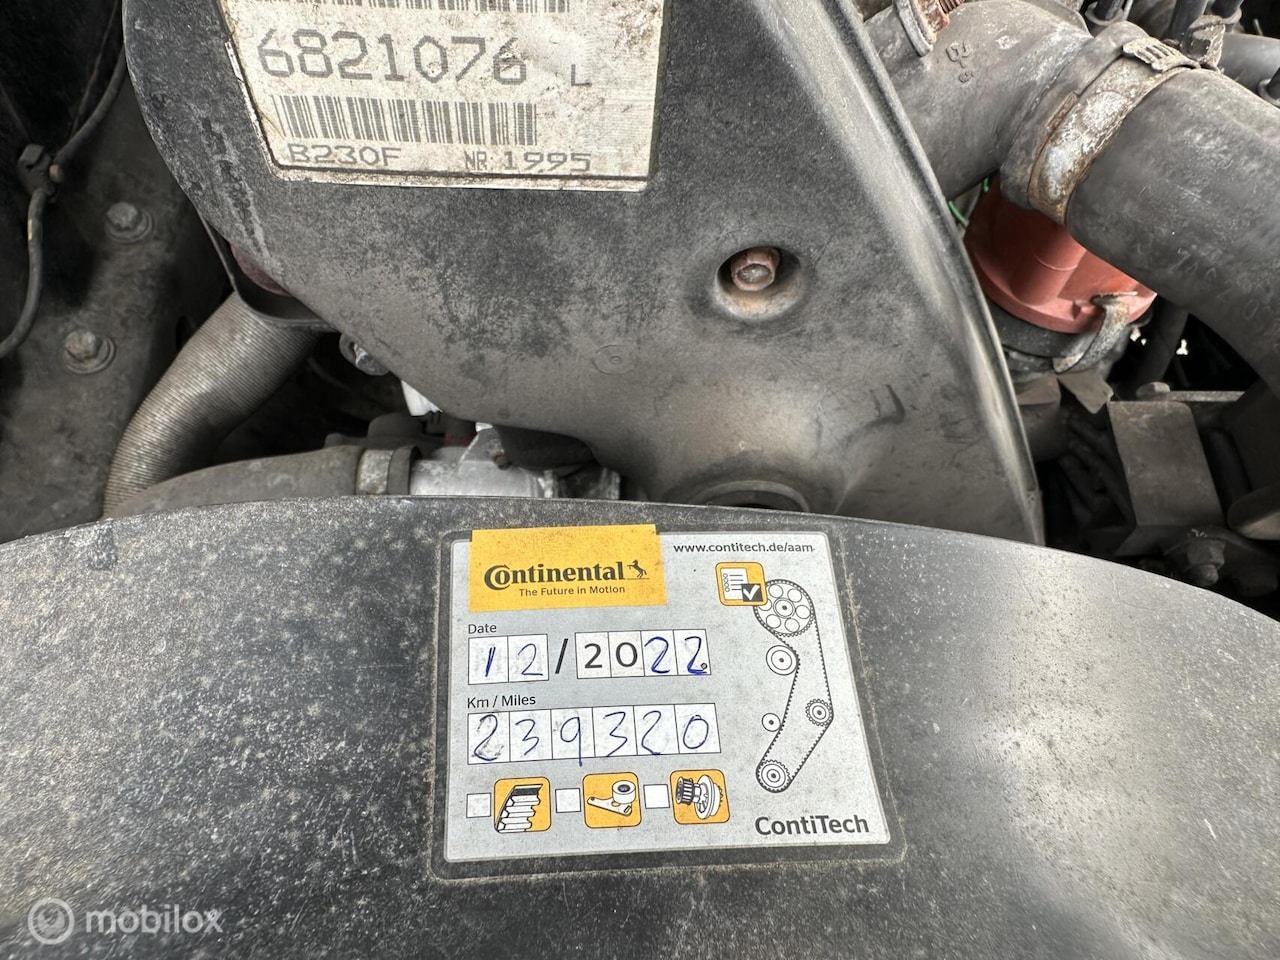 6821076 L
B230F NR 1995
Continental
The Future in Motion
www.contitech.de/aam
Date
12/2022
Km / Miles
239320
ContiTech
mobilox